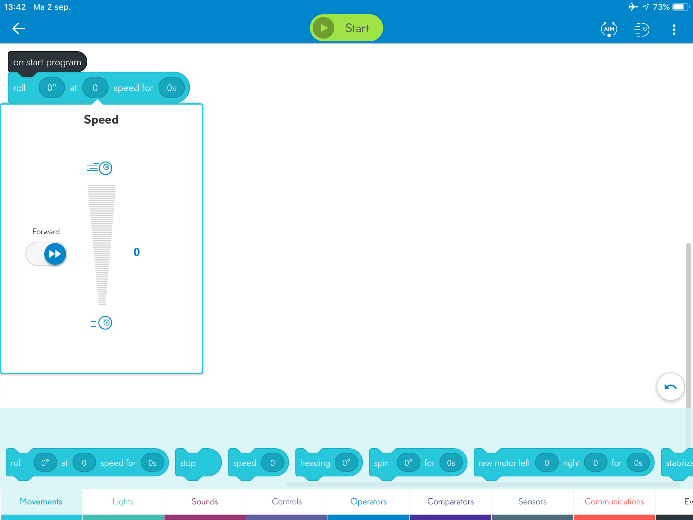 13:42 Ma 2 sep. 73%
Start
AIM
on start program
roll 0° at 0 speed for 0s
Speed
Forward
0
roll 0° at 0 speed for 0s stop speed 0 heading 0° spin 0° for 0s raw motor left 0 right 0 for 0s stabiliz
Movements Lights Sounds Controls Operators Comparators Sensors Communications Ev